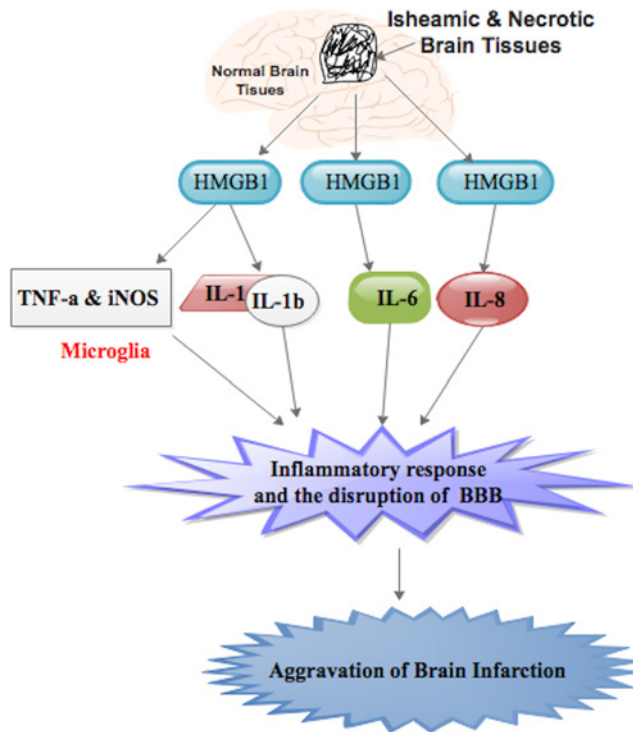 Isheamic & Necrotic
Brain Tissues
Normal Brain
Tisues
HMGB1
HMGB1
HMGB1
TNF-a & iNOS
IL-1
IL-1b
IL-6
IL-8
Microglia
Inflammatory response
and the disruption of BBB
Aggravation of Brain Infarction